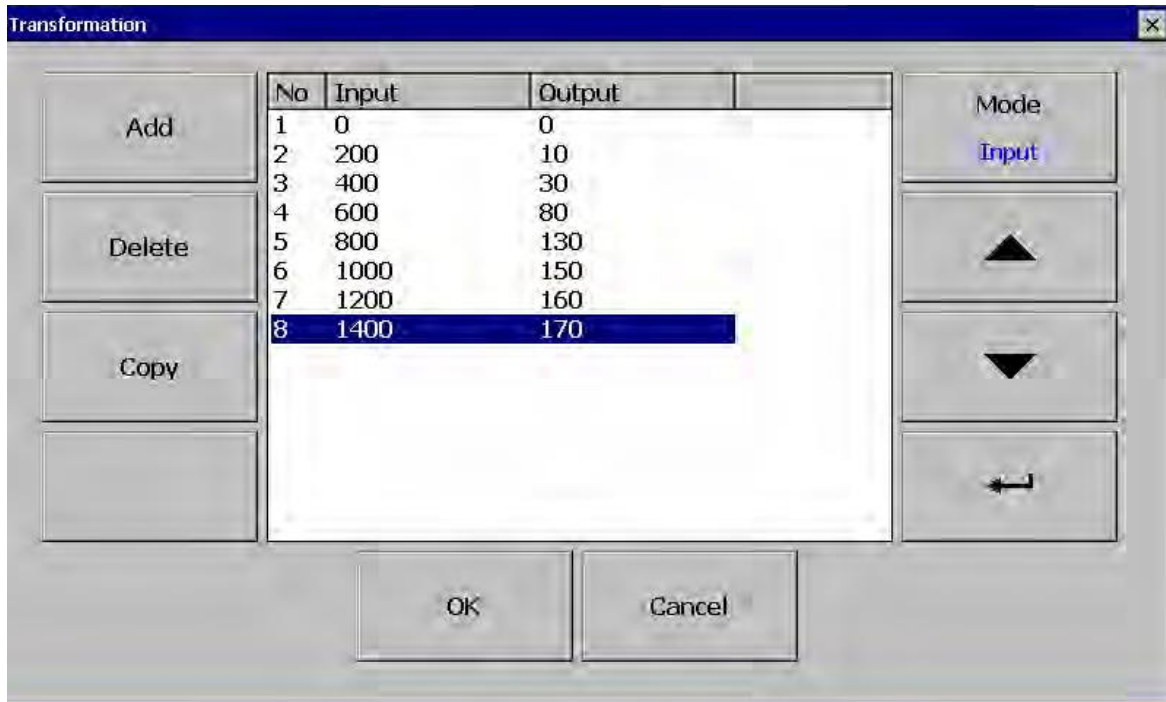 Transformation
Add
Delete
Copy
No Input Output
1 0 0
2 200 10
3 400 30
4 600 80
5 800 130
6 1000 150
7 1200 160
8 1400 170
Mode
Input
OK Cancel